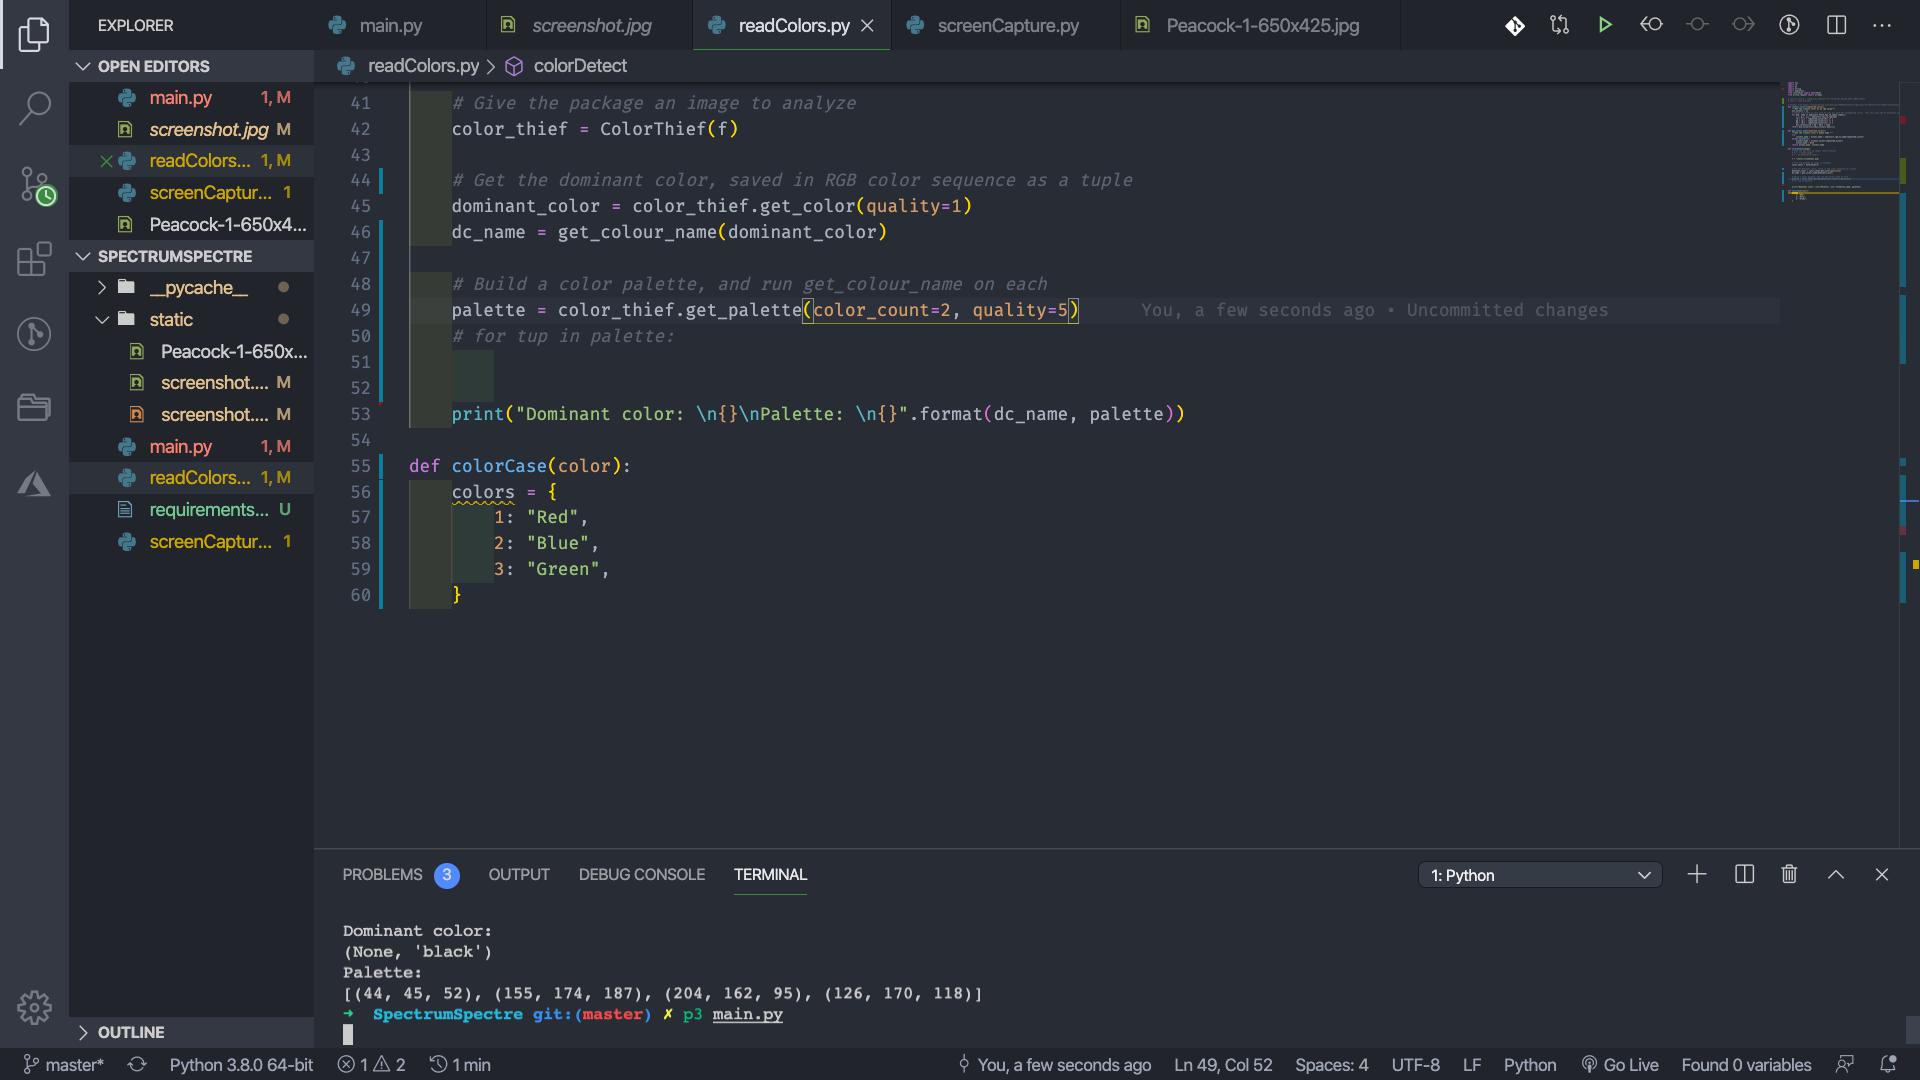 EXPLORER
main.py
screenshot.jpg
readColors.py
screenCapture.py
Peacock-1-650x425.jpg
OPEN EDITORS
main.py 1, M
screenshot.jpg M
readColors... 1, M
screenCaptur... 1
Peacock-1-650x4...
SPECTRUMSPECTRE
__pycache__
static
Peacock-1-650x...
screenshot.... M
screenshot.... M
main.py 1, M
readColors... 1, M
requirements... U
screenCaptur... 1
OUTLINE
readColors.py > colorDetect
41 # Give the package an image to analyze
42 color_thief = ColorThief(f)
43
44 # Get the dominant color, saved in RGB color sequence as a tuple
45 dominant_color = color_thief.get_color(quality=1)
46 dc_name = get_colour_name(dominant_color)
47
48 # Build a color palette, and run get_colour_name on each
49 palette = color_thief.get_palette(color_count=2, quality=5) You, a few seconds ago • Uncommitted changes
50 # for tup in palette:
51
52
53 print("Dominant color: \n{}\nPalette: \n{}".format(dc_name, palette))
54
55 def colorCase(color):
56 colors = {
57 1: "Red",
58 2: "Blue",
59 3: "Green",
60 }
PROBLEMS 3 OUTPUT DEBUG CONSOLE TERMINAL 1: Python
Dominant color:
(None, 'black')
Palette:
[(44, 45, 52), (155, 174, 187), (204, 162, 95), (126, 170, 118)]
➜ SpectrumSpectre git:(master) ✗ p3 main.py
master* Python 3.8.0 64-bit 1 2 1 min You, a few seconds ago Ln 49, Col 52 Spaces: 4 UTF-8 LF Python Go Live Found 0 variables